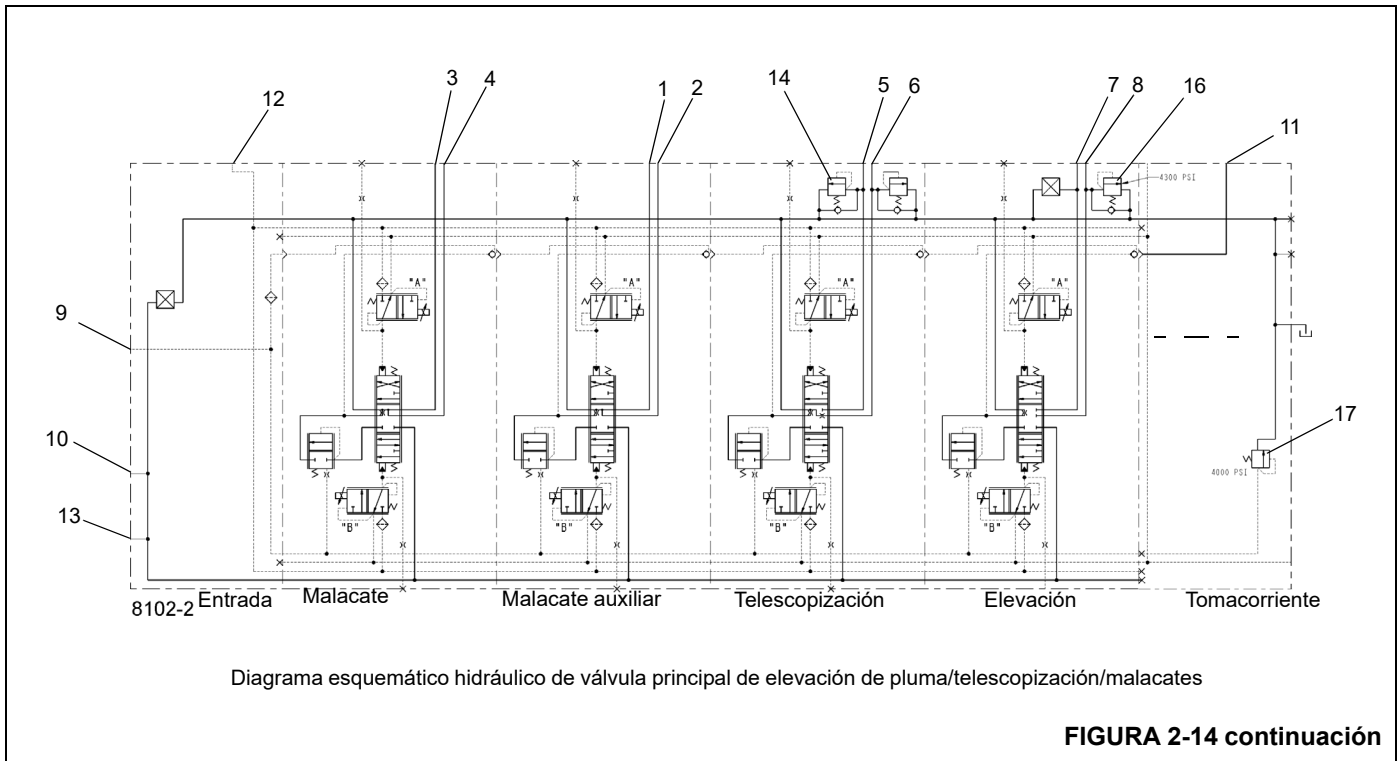 3 4 1 2 14 5 6 7 8 16
12 11
4300 PSI
"A" "A" "A" "A"
9
17
10
4000 PSI
13
"B" "B" "B" "B"
8102-2 Entrada Malacate Malacate auxiliar Telescopización Elevación Tomacorriente
Diagrama esquemático hidráulico de válvula principal de elevación de pluma/telescopización/malacates
FIGURA 2-14 continuación